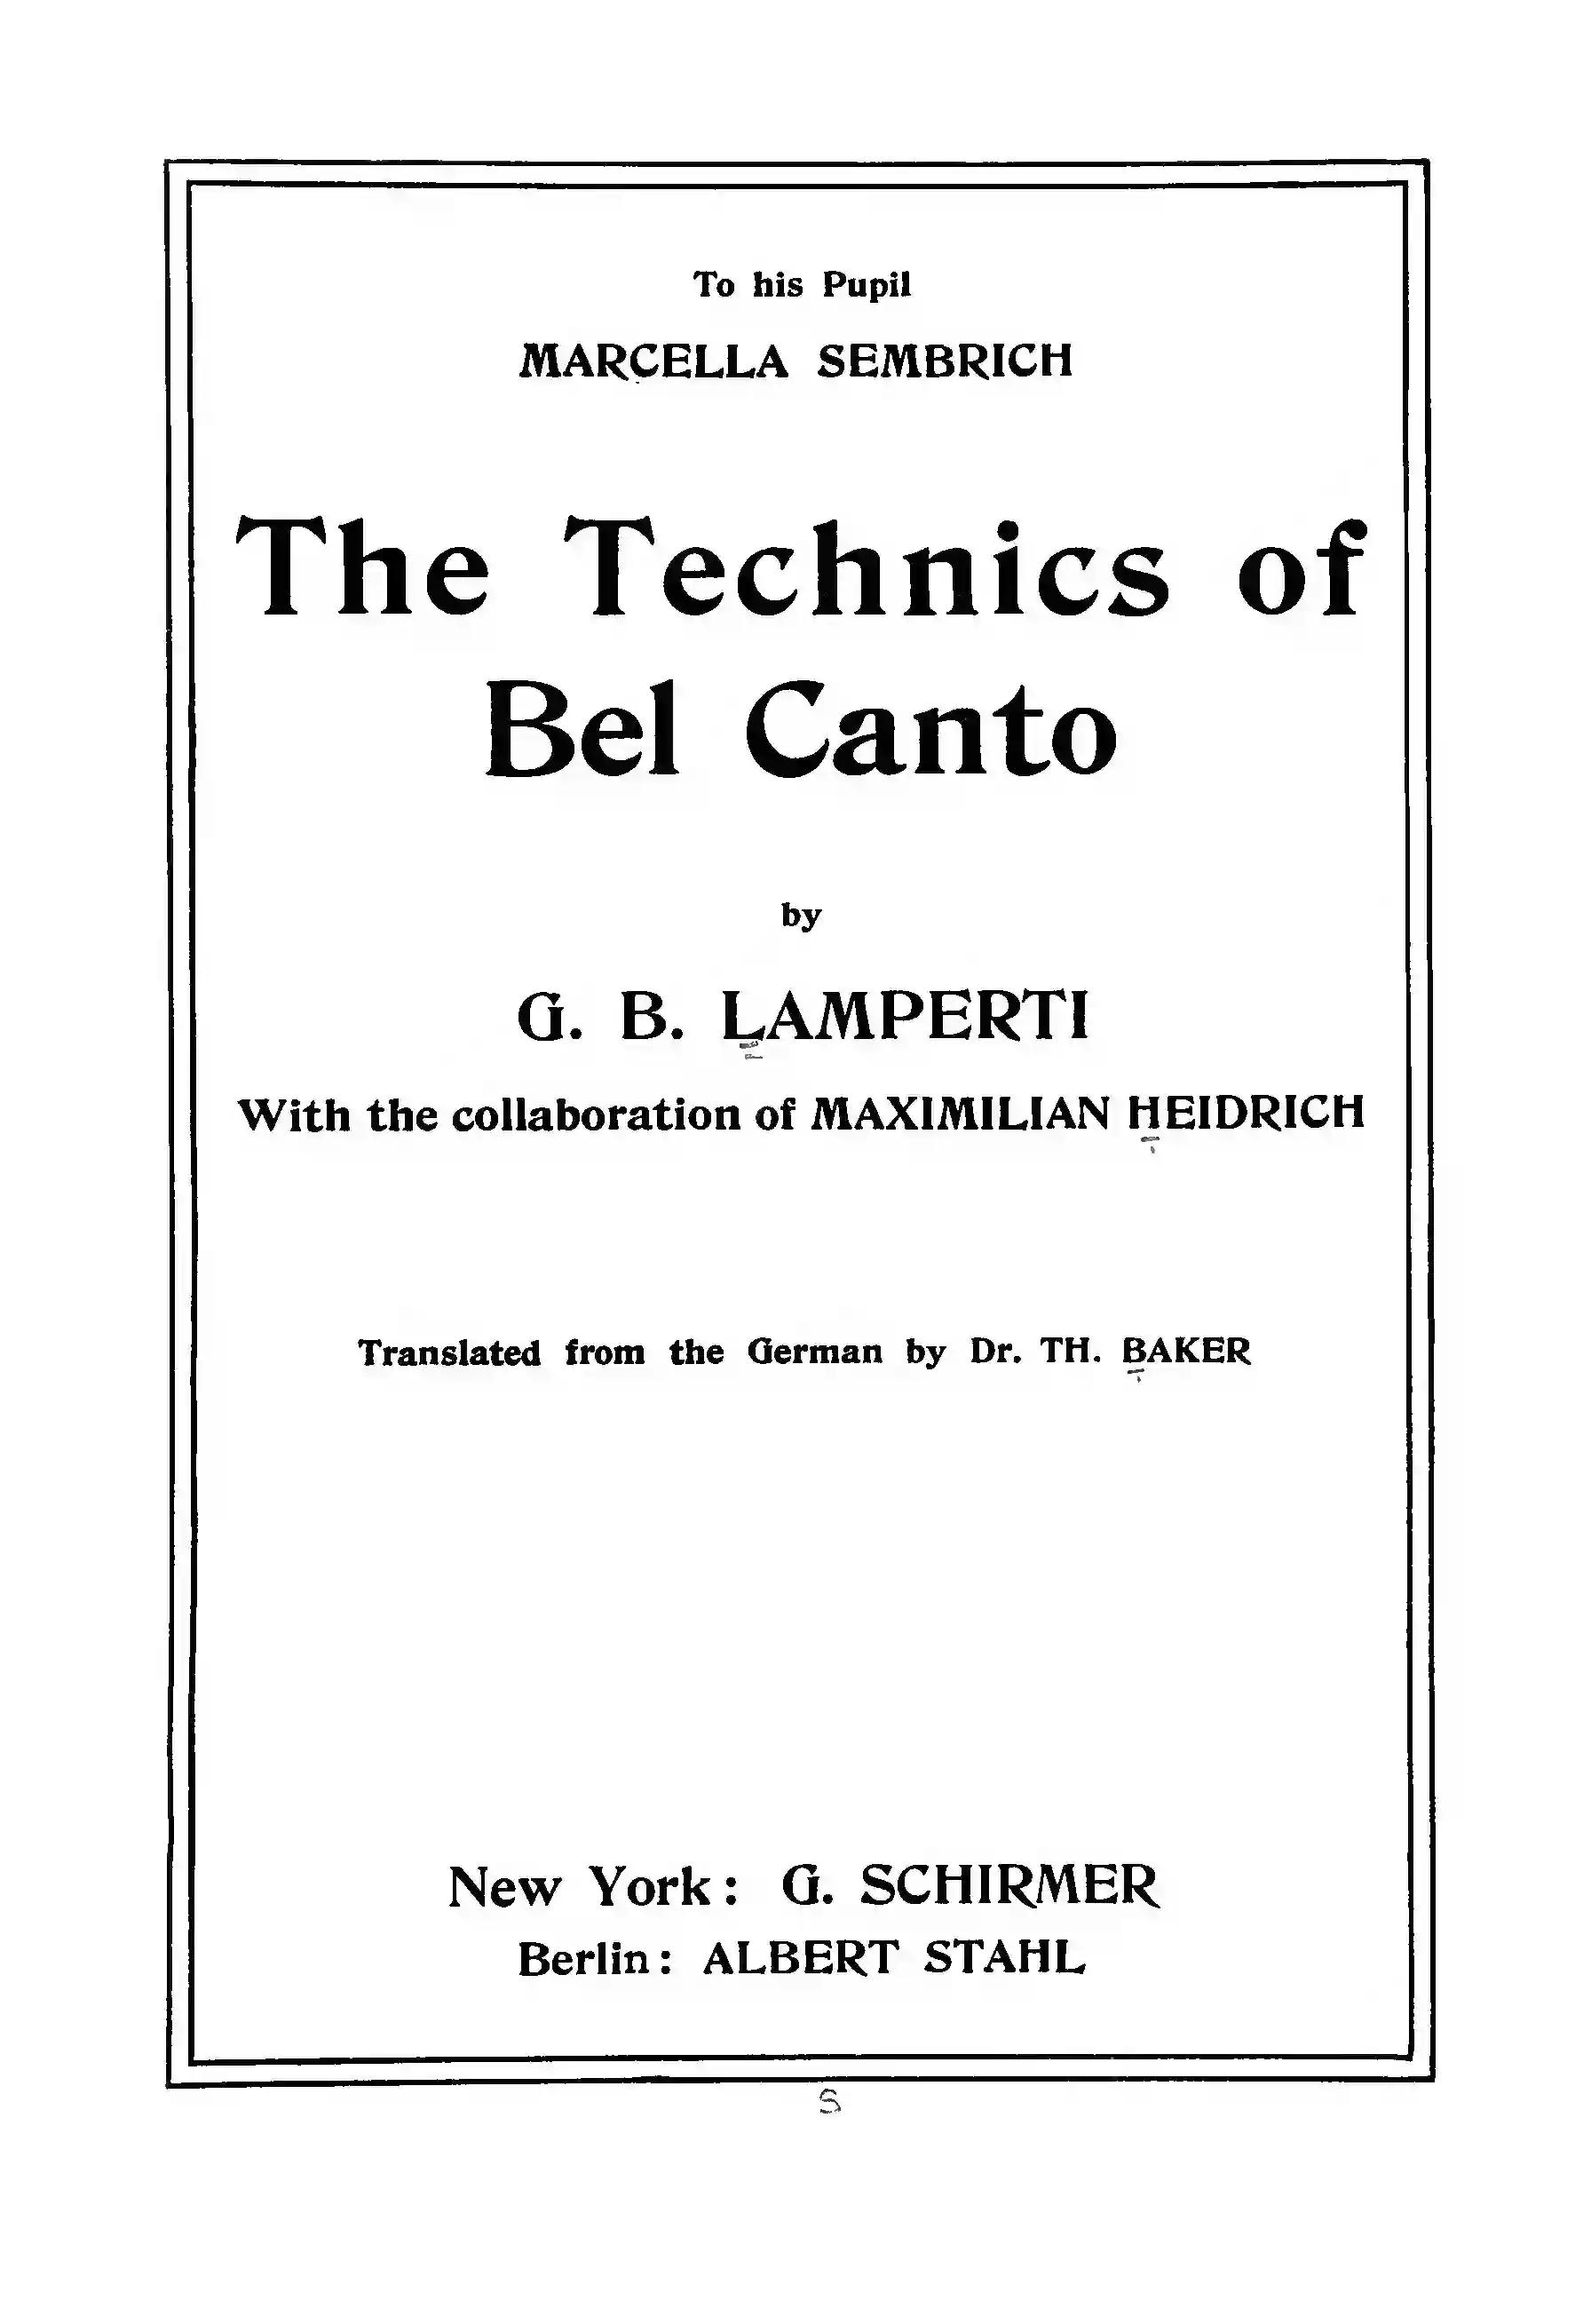 To his Pupil
MARCELLA SEMBRICH
The Technics of
Bel Canto
by
G. B. LAMPERTI
With the collaboration of MAXIMILIAN HEIDRICH
Translated from the German by Dr. TH. BAKER
New York: G. SCHIRMER
Berlin: ALBERT STAHL
S